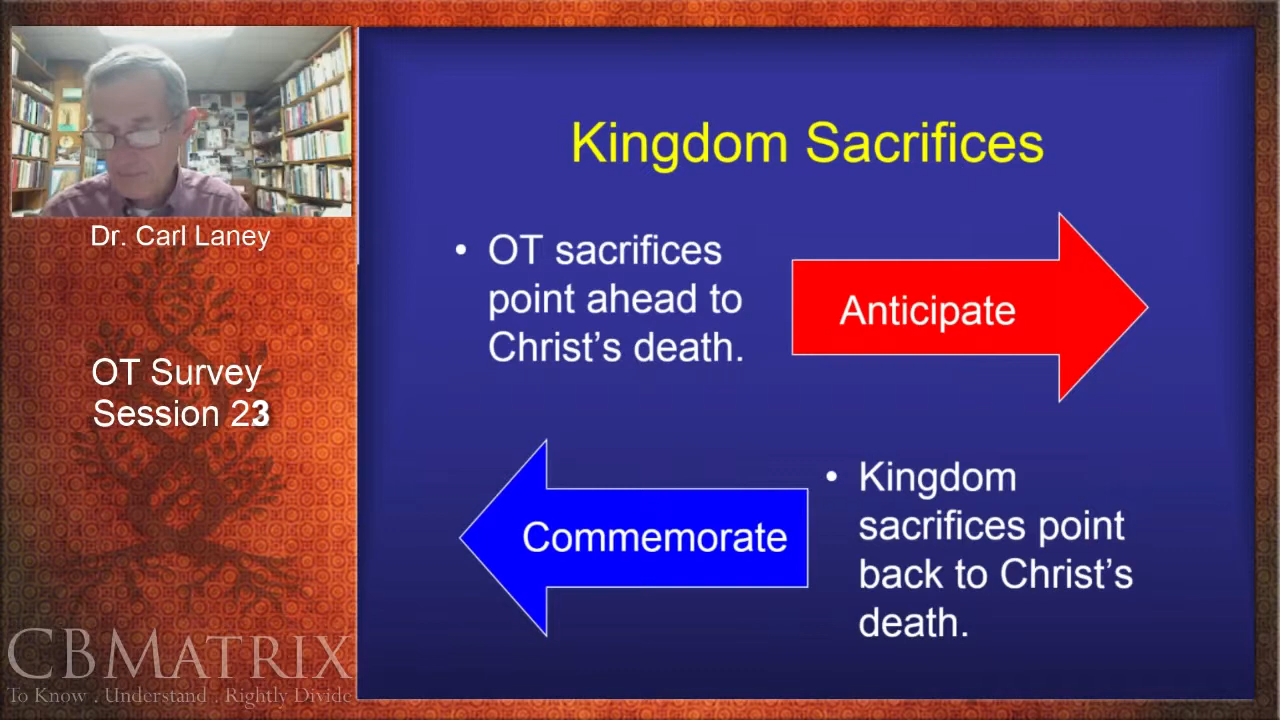 Dr. Carl Laney
OT Survey
Session 23
CBMATRIX
To Know . Understand . Rightly Divide
Kingdom Sacrifices
• OT sacrifices
point ahead to
Christ's death.
Anticipate
Commemorate
• Kingdom
sacrifices point
back to Christ's
death.